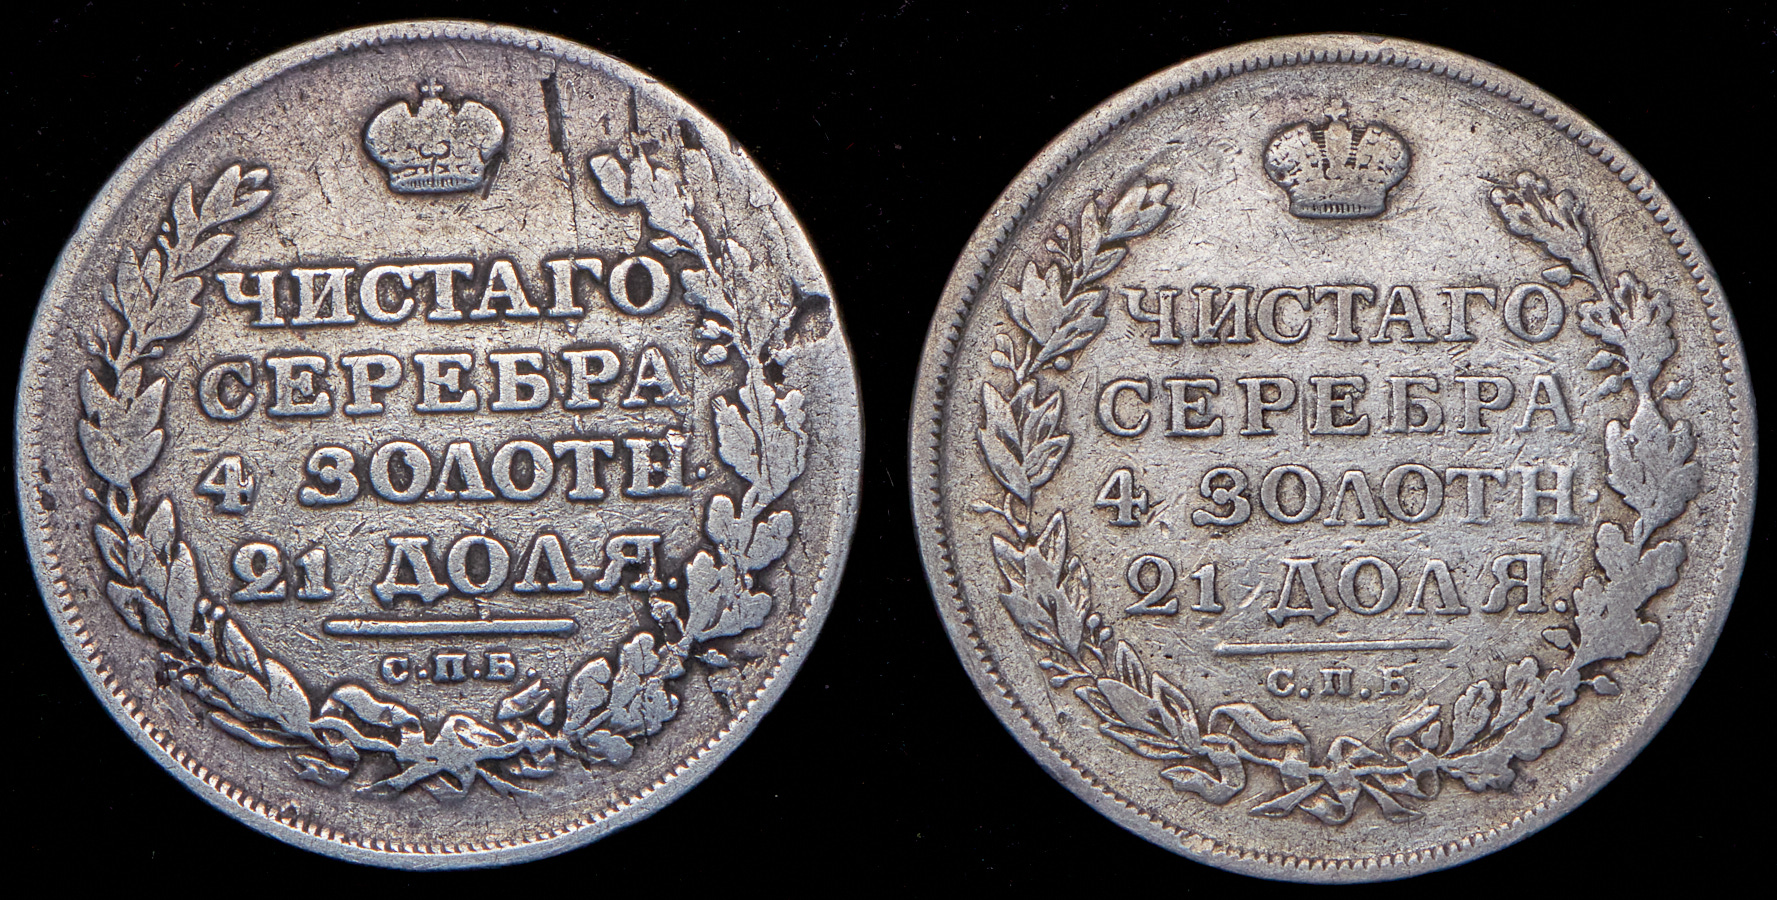 ЧИСТАГО
СЕРЕБРА
4 ЗОЛОТН.
21 ДОЛЯ.
С.П.Б.
ЧИСТАГО
СЕРЕБРА
4 ЗОЛОТН.
21 ДОЛЯ.
С.П.Б.